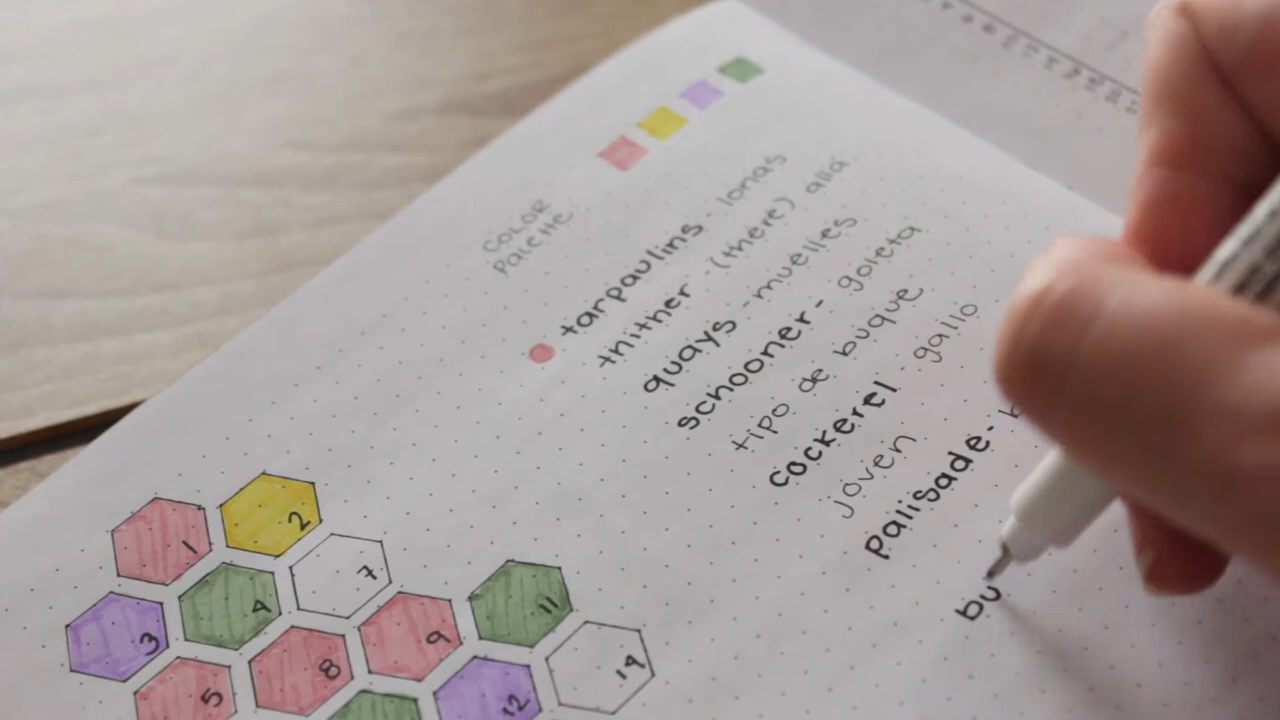 COLOR
PALETTE
tarpaulins - lonas
thither - (there) allá
quays - muelles
schooner - goleta
tipo de buque
cockerel - gallo
joven
Palisade -
bu
1
2
7
3
4
11
9
8
14
5
12